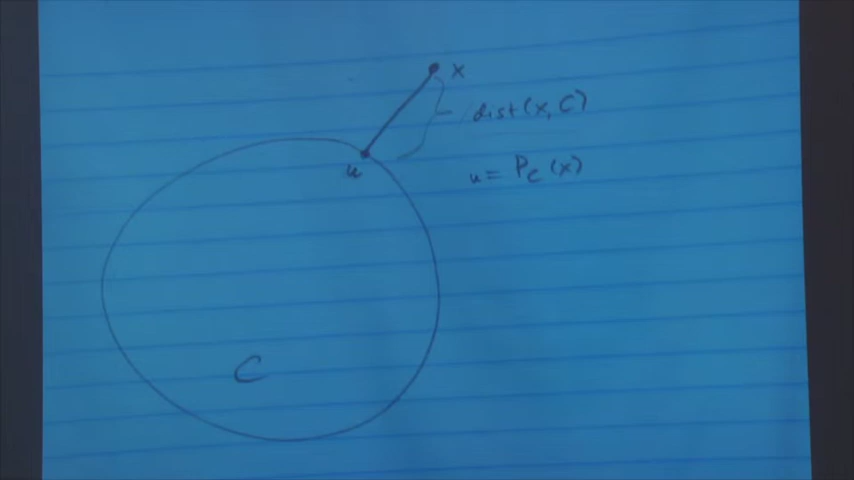 x
dist(x, C)
u
u = P_C(x)
C